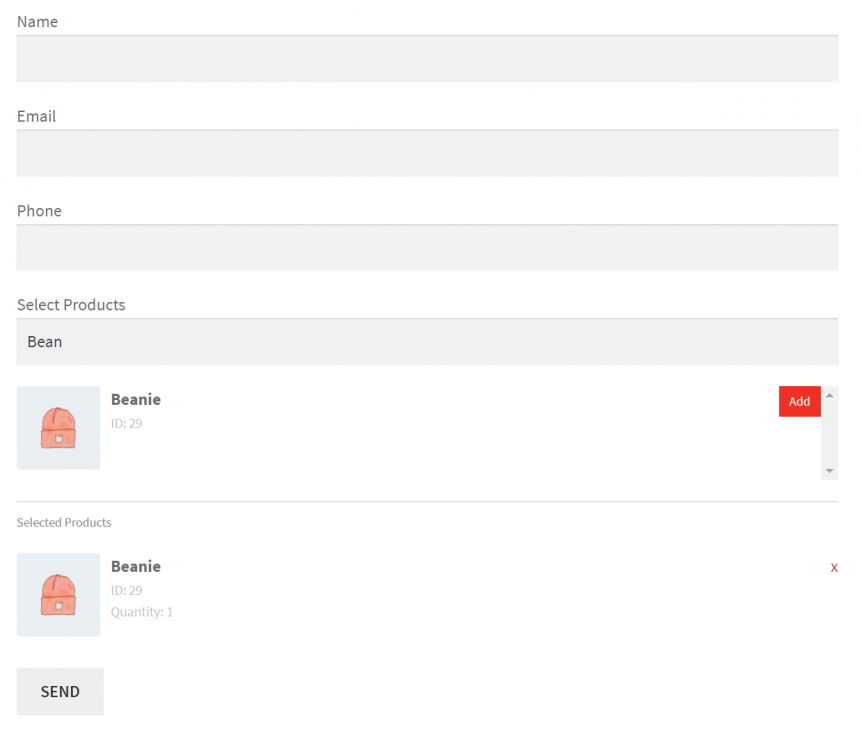 Name
Email
Phone
Select Products
Bean
Beanie
Add
ID: 29
Selected Products
Beanie
x
ID: 29
Quantity: 1
SEND